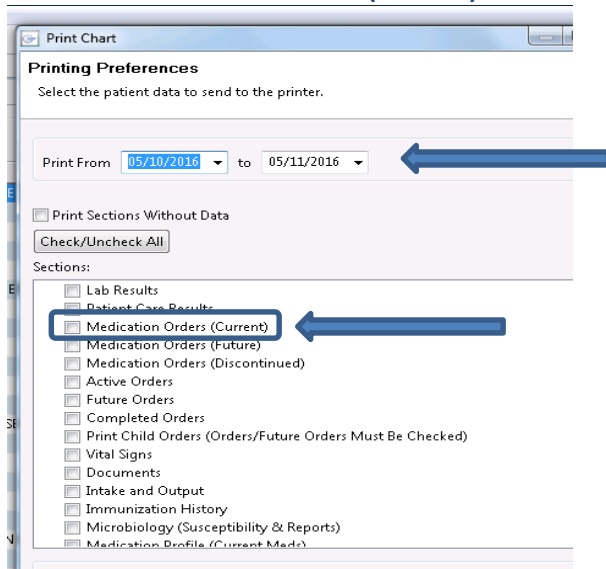 Print Chart
Printing Preferences
Select the patient data to send to the printer.
Print From 05/10/2016 to 05/11/2016
Print Sections Without Data
Check/Uncheck All
Sections:
Lab Results
Patient Care Results
Medication Orders (Current)
Medication Orders (Future)
Medication Orders (Discontinued)
Active Orders
Future Orders
Completed Orders
Print Child Orders (Orders/Future Orders Must Be Checked)
Vital Signs
Documents
Intake and Output
Immunization History
Microbiology (Susceptibility & Reports)
Medication Profile (Current Meds)